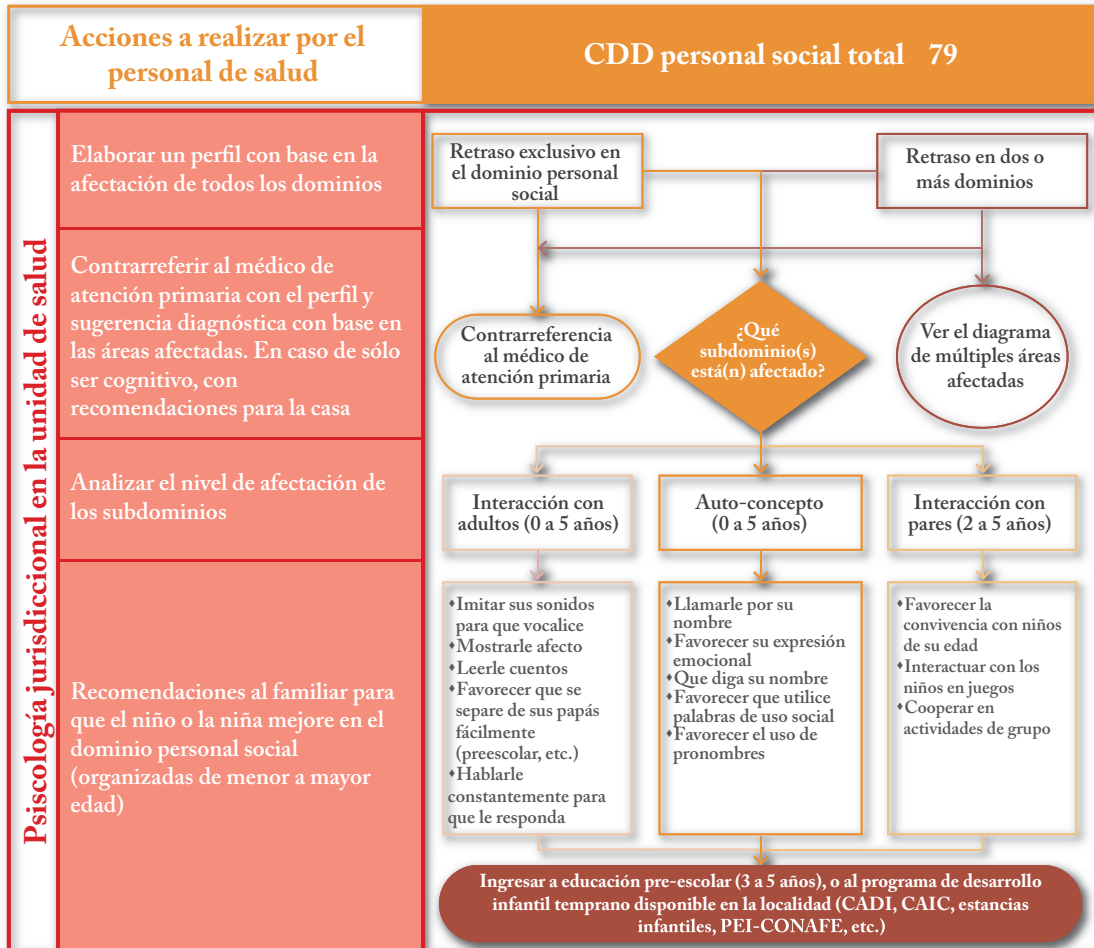 Acciones a realizar por el
personal de salud
CDD personal social total 79
Psiscología jurisdiccional en la unidad de salud
Elaborar un perfil con base en la
afectación de todos los dominios
Contrarreferir al médico de
atención primaria con el perfil y
sugerencia diagnóstica con base en
las áreas afectadas. En caso de sólo
ser cognitivo, con
recomendaciones para la casa
Analizar el nivel de afectación de
los subdominios
Recomendaciones al familiar para
que el niño o la niña mejore en el
dominio personal social
(organizadas de menor a mayor
edad)
Retraso exclusivo en
el dominio personal
social
Retraso en dos o
más dominios
Contrarreferencia
al médico de
atención primaria
¿Qué
subdominio(s)
está(n) afectado?
Ver el diagrama
de múltiples áreas
afectadas
Interacción con
adultos (0 a 5 años)
Auto-concepto
(0 a 5 años)
Interacción con
pares (2 a 5 años)
♦Imitar sus sonidos
para que vocalice
♦Mostrarle afecto
♦Leerle cuentos
♦Favorecer que se
separe de sus papás
fácilmente
(preescolar, etc.)
♦Hablarle
constantemente para
que le responda
♦Llamarle por su
nombre
♦Favorecer su expresión
emocional
♦Que diga su nombre
♦Favorecer que utilice
palabras de uso social
♦Favorecer el uso de
pronombres
♦Favorecer la
convivencia con niños
de su edad
♦Interactuar con los
niños en juegos
♦Cooperar en
actividades de grupo
Ingresar a educación pre-escolar (3 a 5 años), o al programa de desarrollo
infantil temprano disponible en la localidad (CADI, CAIC, estancias
infantiles, PEI-CONAFE, etc.)